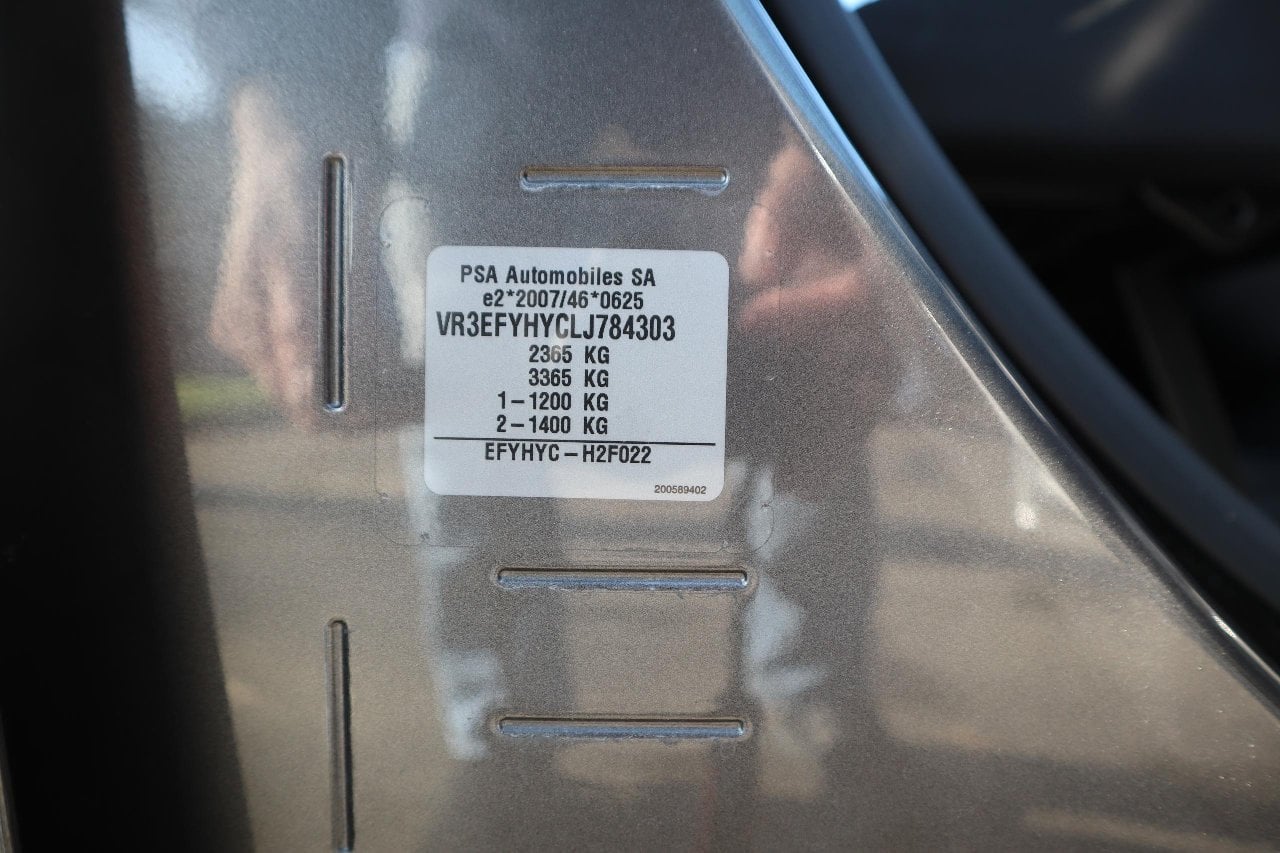 PSA Automobiles SA
e2*2007/46*0625
VR3EFYHYCLJ784303
2365 KG
3365 KG
1-1200 KG
2-1400 KG
EFYHYC-H2F022
200589402